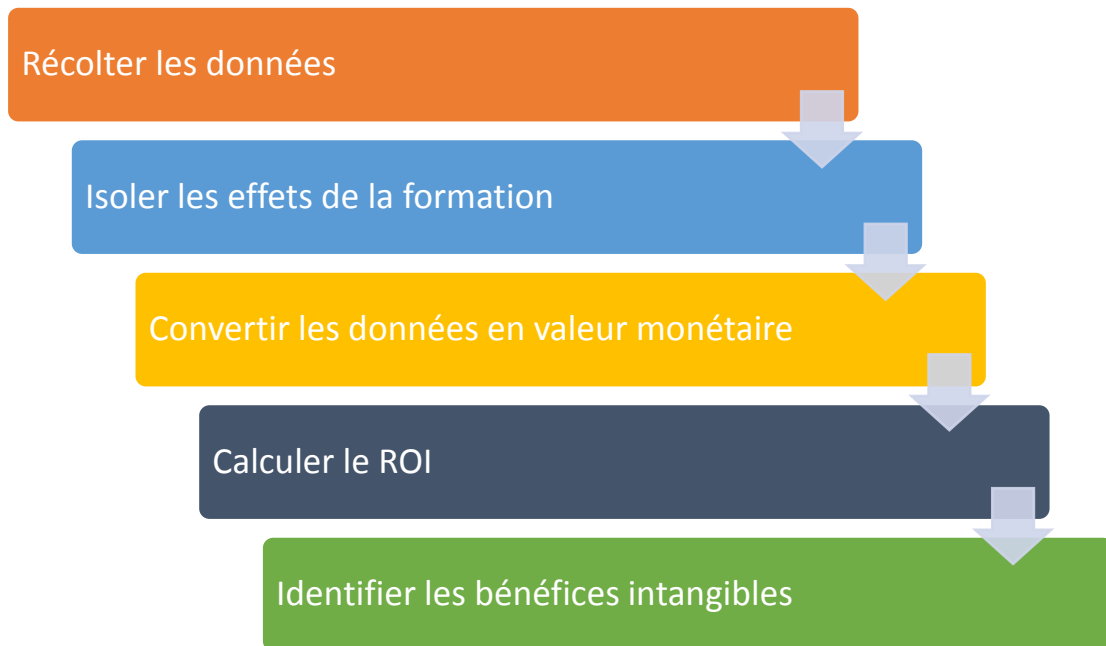 Récolter les données
Isoler les effets de la formation
Convertir les données en valeur monétaire
Calculer le ROI
Identifier les bénéfices intangibles